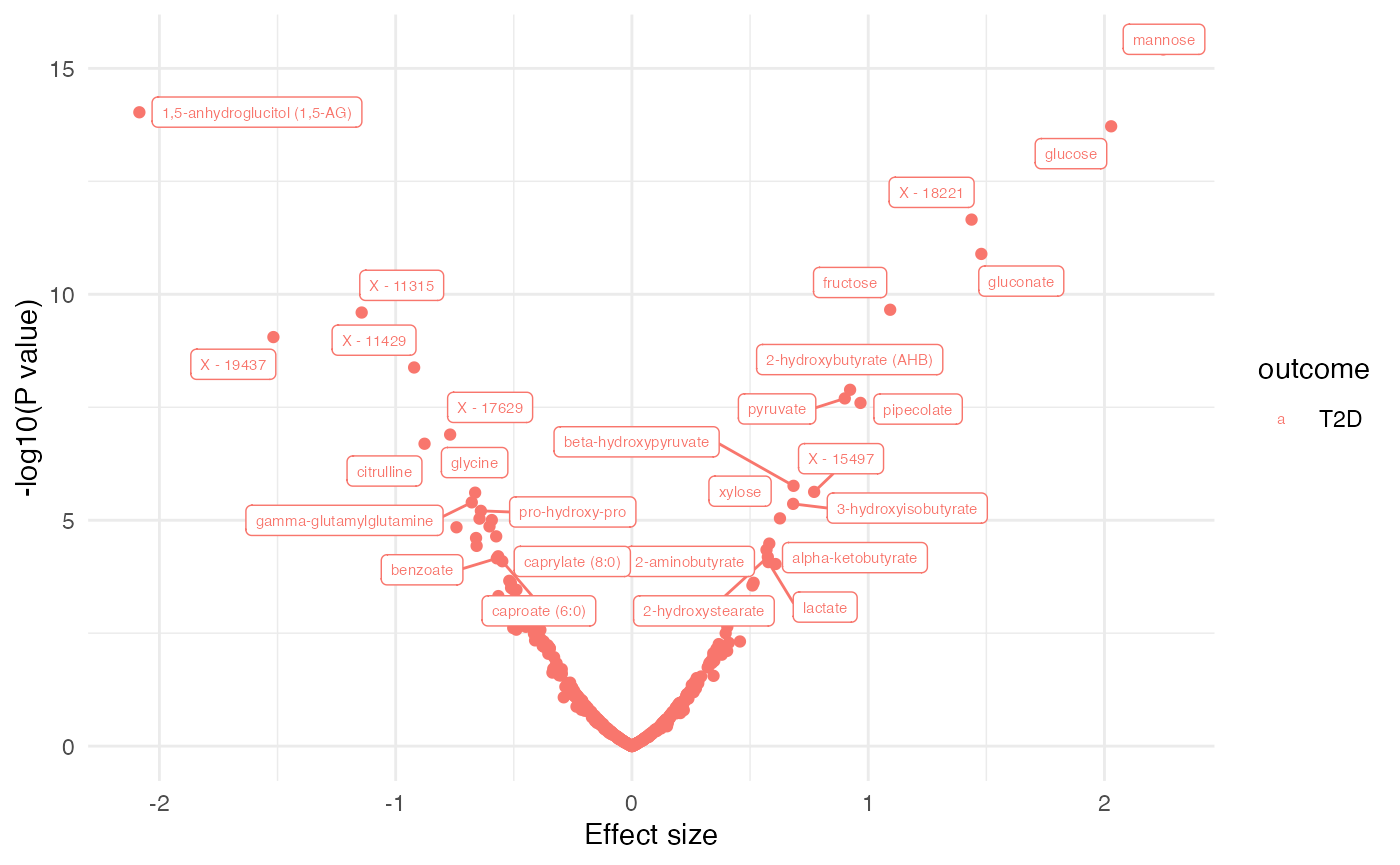 mannose
15
1,5-anhydroglucitol (1,5-AG)
glucose
X - 18221
X - 11315
fructose
gluconate
10
X - 11429
2-hydroxybutyrate (AHB)
X - 19437
outcome
X - 17629
pyruvate
pipecolate
a
T2D
beta-hydroxypyruvate
glycine
X - 15497
citrulline
xylose
3-hydroxyisobutyrate
pro-hydroxy-pro
gamma-glutamylglutamine
5
caprylate (8:0)
2-aminobutyrate
alpha-ketobutyrate
benzoate
caproate (6:0)
2-hydroxystearate
lactate
0
-log10(P value)
-2
-1
0
1
2
Effect size